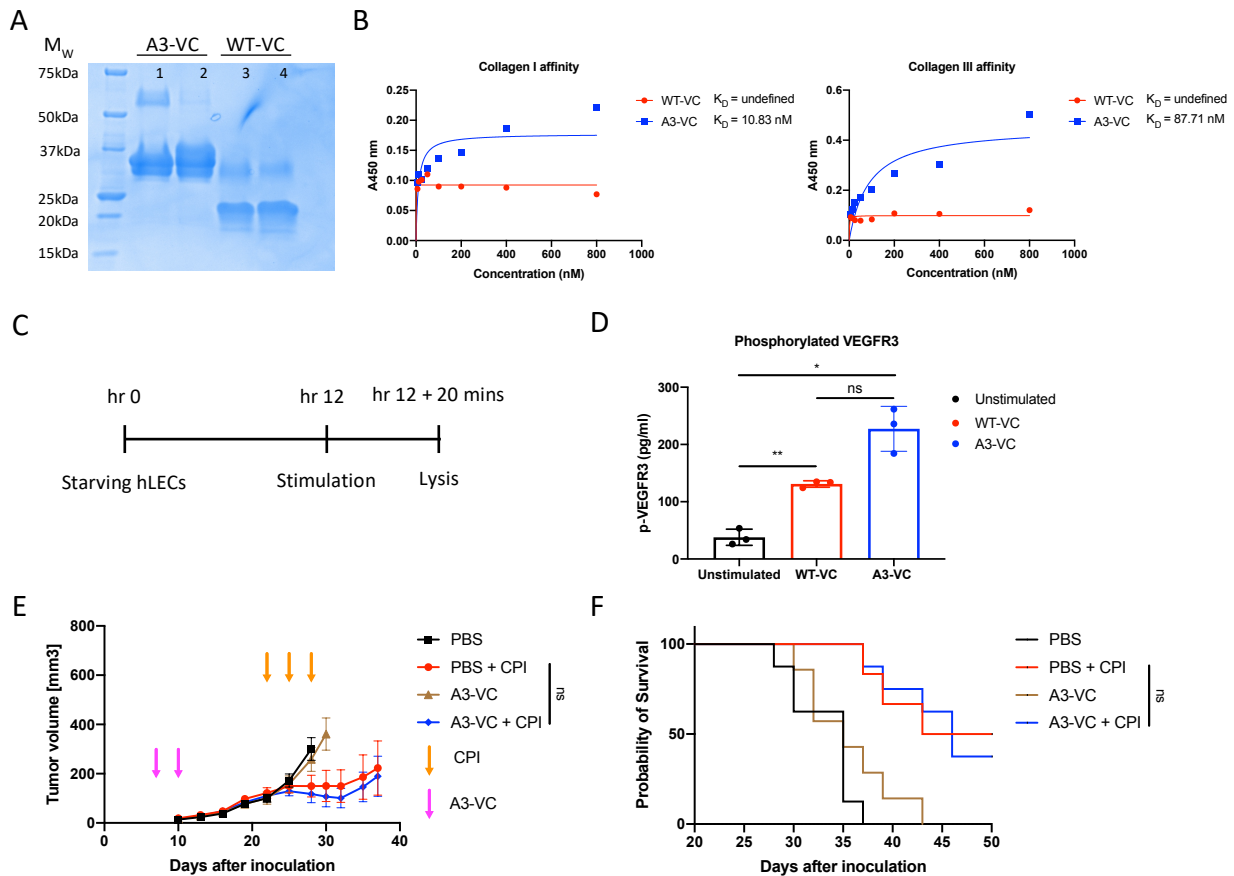 A
M_W
A3-VC
WT-VC
1
2
3
4
75kDa
50kDa
37kDa
25kDa
20kDa
15kDa
B
Collagen I affinity
A450 nm
0.25
0.20
0.15
0.10
0.05
0.00
0
200
400
600
800
1000
Concentration (nM)
WT-VC K_D = undefined
A3-VC K_D = 10.83 nM
Collagen III affinity
A450 nm
0.6
0.4
0.2
0.0
0
200
400
600
800
1000
Concentration (nM)
WT-VC K_D = undefined
A3-VC K_D = 87.71 nM
C
hr 0
hr 12
hr 12 + 20 mins
Starving hLECs
Stimulation
Lysis
D
Phosphorylated VEGFR3
p-VEGFR3 (pg/ml)
300
200
100
0
*
ns
**
Unstimulated
WT-VC
A3-VC
Unstimulated
WT-VC
A3-VC
E
Tumor volume [mm3]
800
600
400
200
0
0
10
20
30
40
Days after inoculation
PBS
PBS + CPI
A3-VC
A3-VC + CPI
ns
CPI
A3-VC
F
Probability of Survival
100
50
0
20
25
30
35
40
45
50
Days after inoculation
PBS
PBS + CPI
A3-VC
A3-VC + CPI
ns